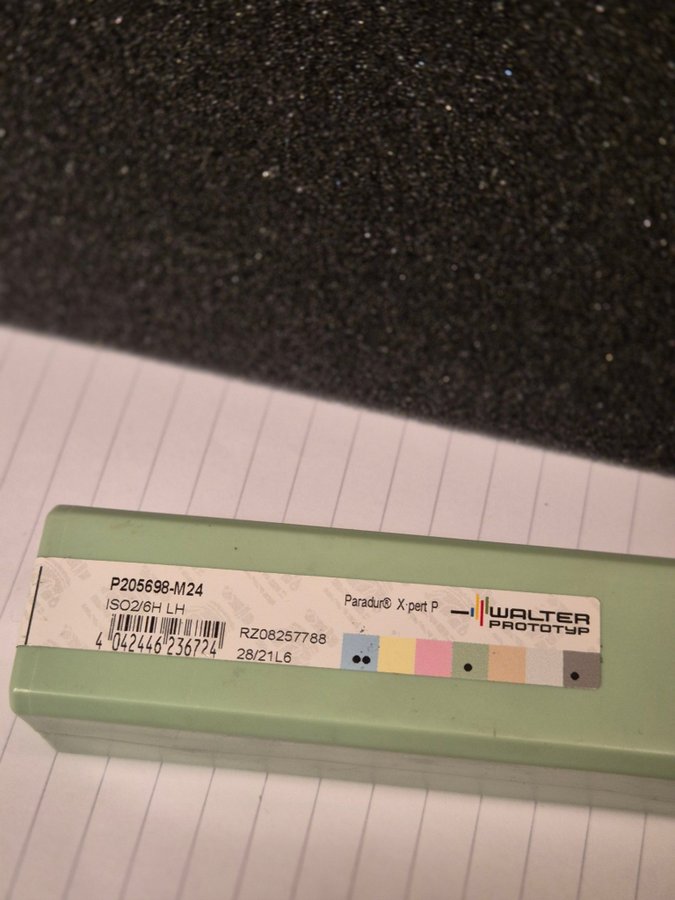 P205698-M24
ISO2/6H LH
4 042446 236724
RZ08257788
28/21L6
Paradur® X·pert P
WALTER
PROTOTYP